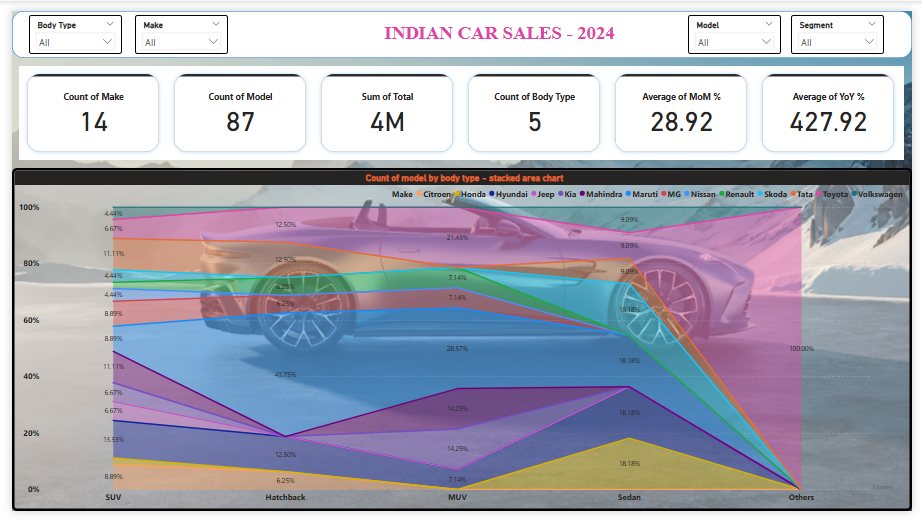 Body Type
All
Make
All
INDIAN CAR SALES - 2024
Model
All
Segment
All
Count of Make
14
Count of Model
87
Sum of Total
4M
Count of Body Type
5
Average of MoM %
28.92
Average of YoY %
427.92
Count of model by body type - stacked area chart
Make Citroen Honda Hyundai Jeep Kia Mahindra Maruti MG Nissan Renault Skoda Tata Toyota Volkswagen
100%
80%
60%
40%
20%
0%
4.44%
6.67%
11.11%
4.44%
4.44%
8.89%
8.89%
11.11%
6.67%
6.67%
13.33%
8.89%
12.50%
12.50%
6.25%
6.25%
43.75%
12.50%
6.25%
21.43%
7.14%
7.14%
28.57%
14.29%
14.29%
7.14%
9.09%
9.09%
9.09%
18.18%
18.18%
18.18%
18.18%
100.00%
SUV Hatchback MUV Sedan Others